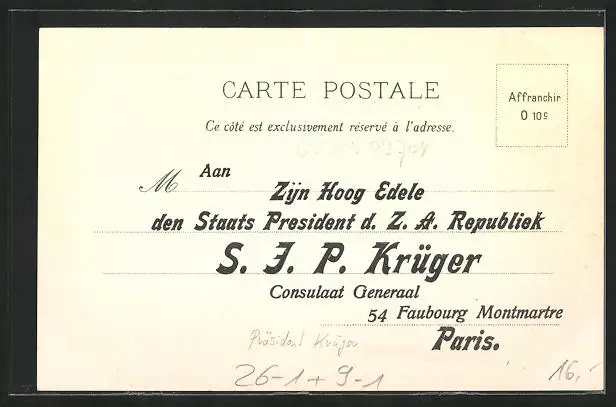 CARTE POSTALE
Affranchir
0 10c
Ce côté est exclusivement réservé à l'adresse.
M Aan
Zijn Hoog Edele
den Staats President d. Z. A. Republiek
S. J. P. Krüger
Consulaat Generaal
54 Faubourg Montmartre
Paris.
Präsident Krüger
26-1+9-1
16,-